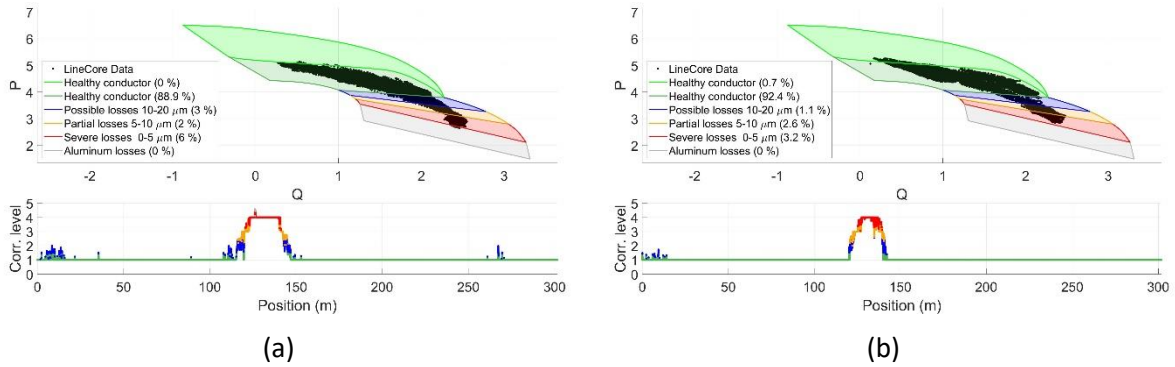 7
6
5
4
3
2
P
LineCore Data
Healthy conductor (0 %)
Healthy conductor (88.9 %)
Possible losses 10-20 μm (3 %)
Partial losses 5-10 μm (2 %)
Severe losses 0-5 μm (6 %)
Aluminum losses (0 %)
-2 -1 0 1 2 3
Q
5
4
3
2
1
0
Corr. level
0 50 100 150 200 250 300
Position (m)
(a)
7
6
5
4
3
2
P
LineCore Data
Healthy conductor (0.7 %)
Healthy conductor (92.4 %)
Possible losses 10-20 μm (1.1 %)
Partial losses 5-10 μm (2.6 %)
Severe losses 0-5 μm (3.2 %)
Aluminum losses (0 %)
-2 -1 0 1 2 3
Q
5
4
3
2
1
0
Corr. level
0 50 100 150 200 250 300
Position (m)
(b)